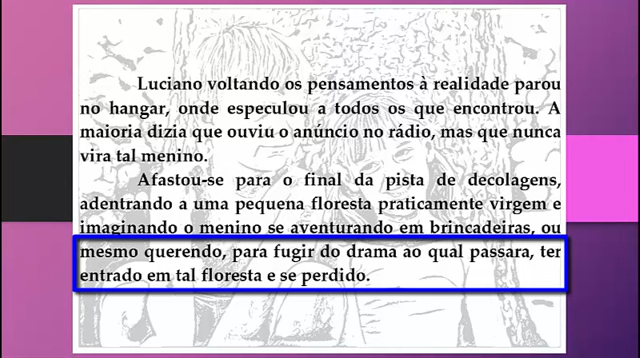 Luciano voltando os pensamentos à realidade parou
no hangar, onde especulou a todos os que encontrou. A
maioria dizia que ouviu o anúncio no rádio, mas que nunca
vira tal menino.
Afastou-se para o final da pista de decolagens,
adentrando a uma pequena floresta praticamente virgem e
imaginando o menino se aventurando em brincadeiras, ou
mesmo querendo, para fugir do drama ao qual passara, ter
entrado em tal floresta e se perdido.